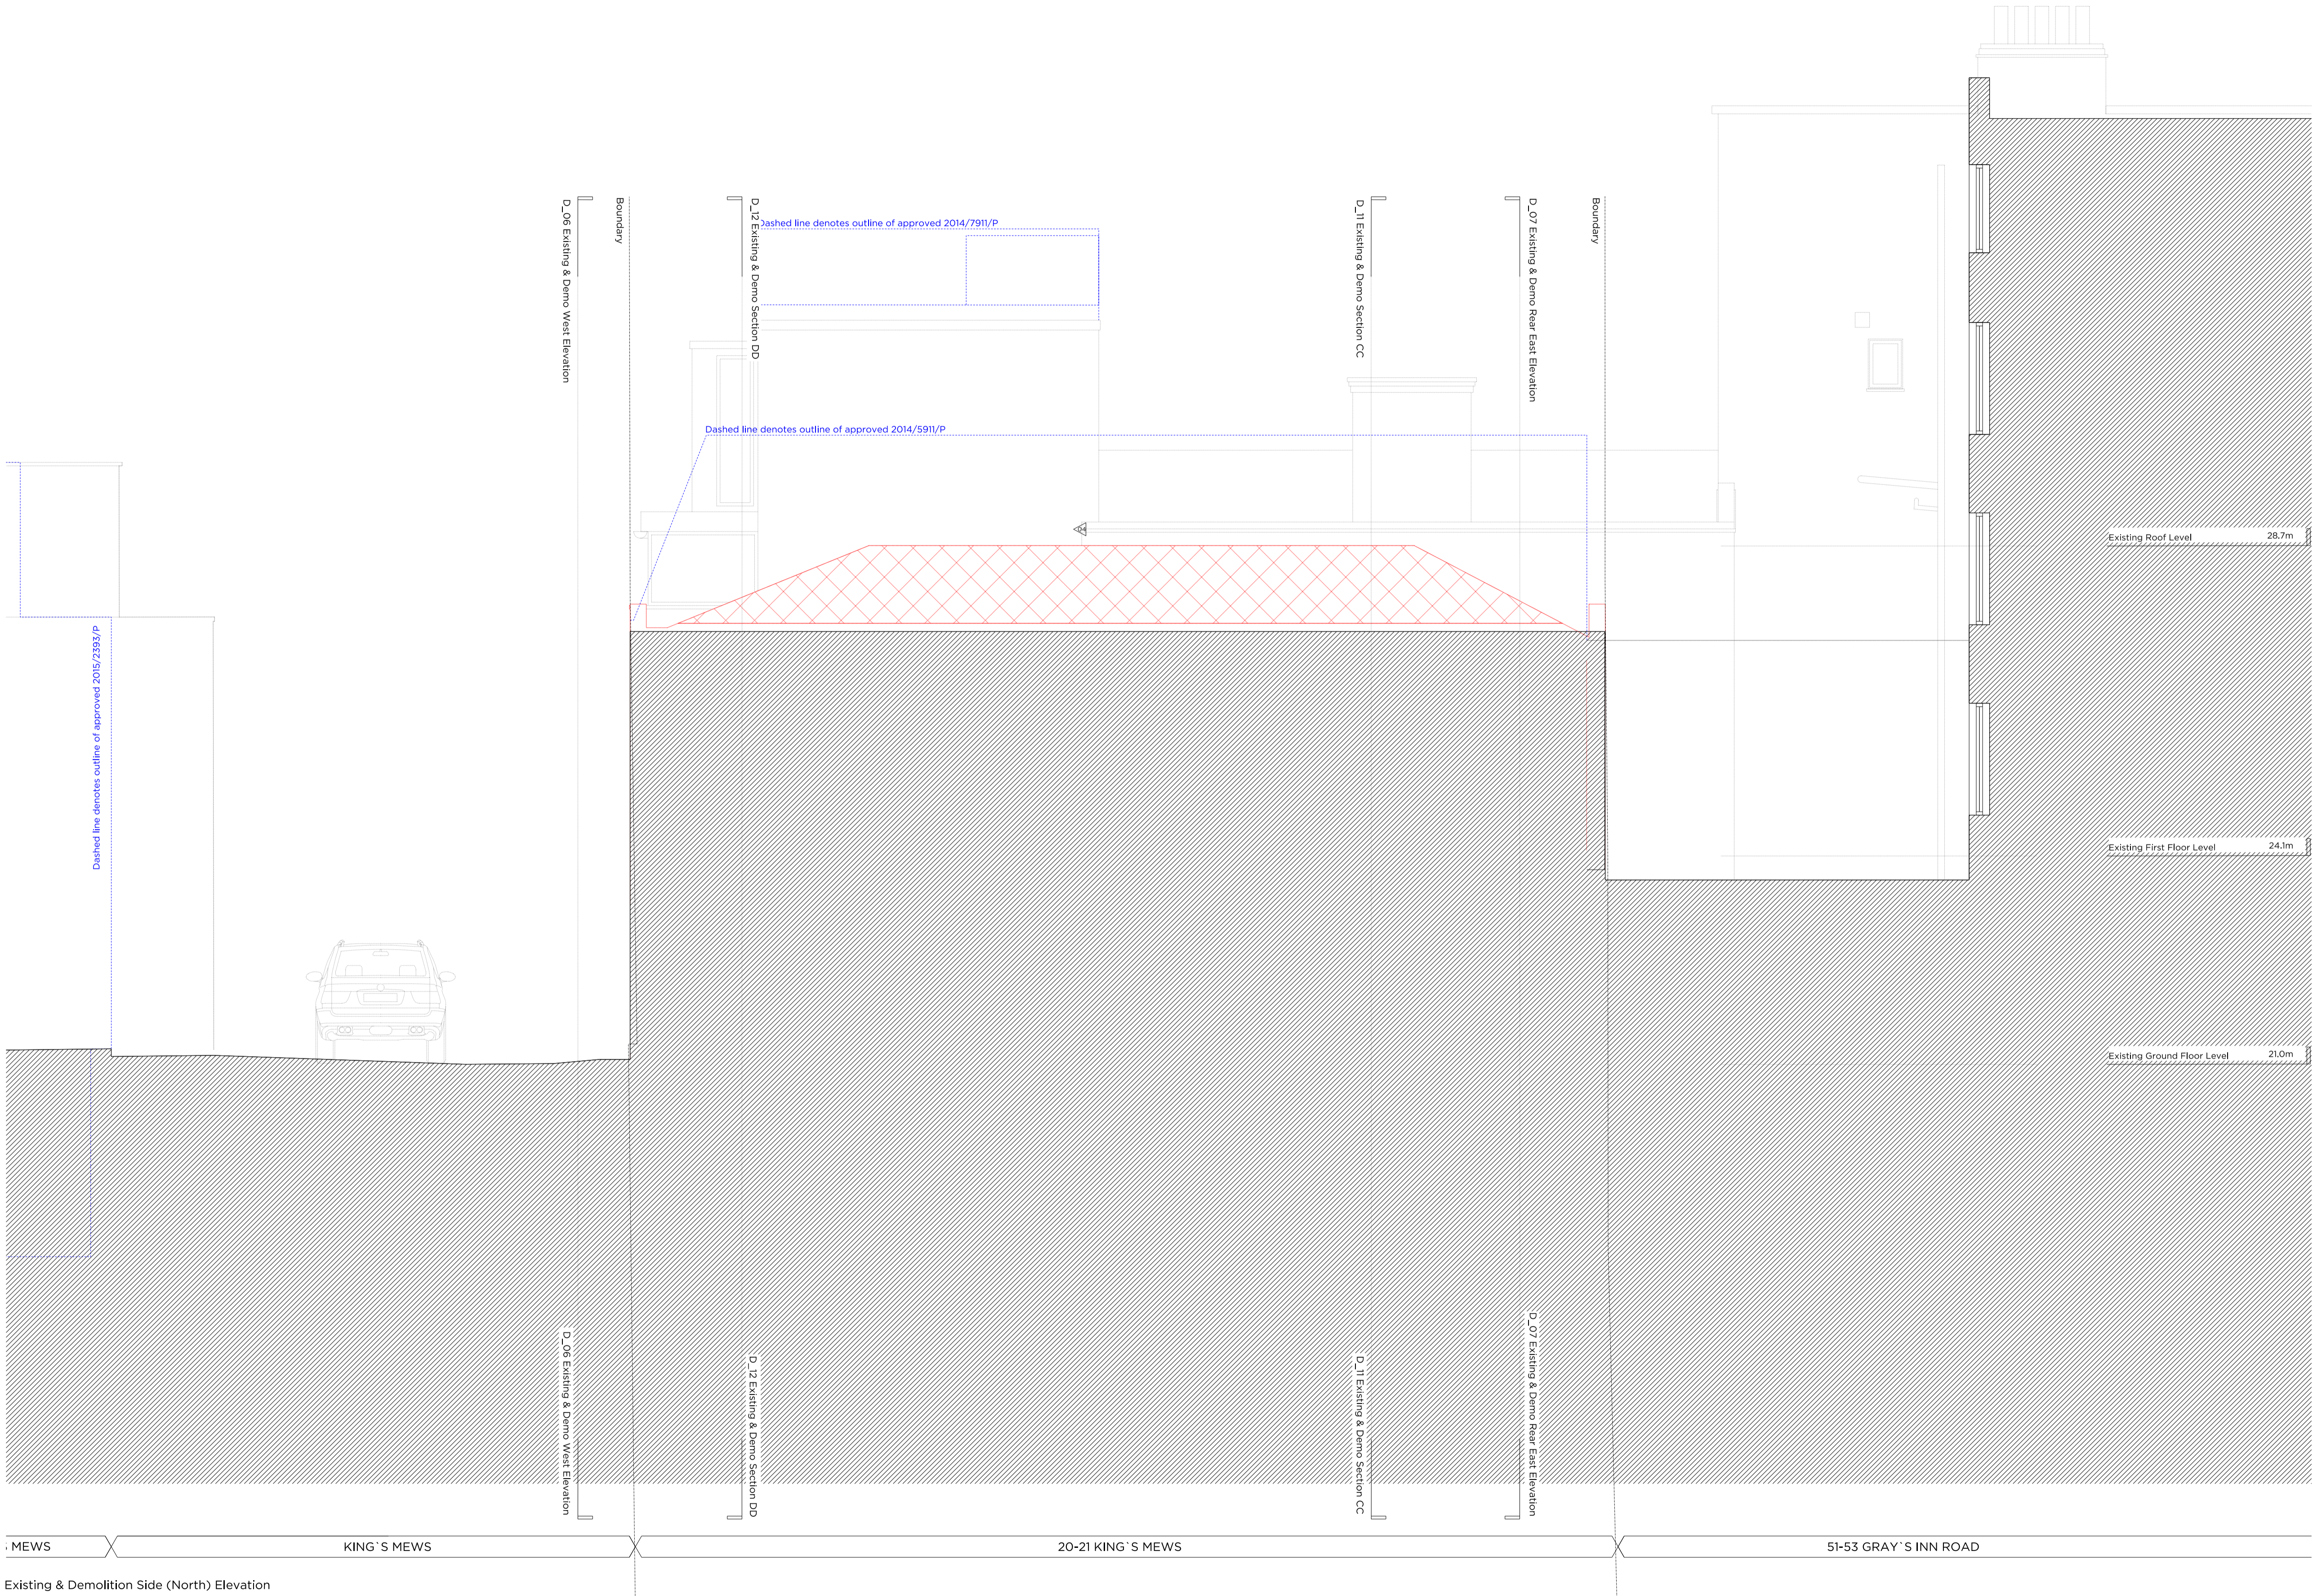 D_06 Existing & Demo West Elevation
Boundary
D_12 Existing & Demo Section DD
Dashed line denotes outline of approved 2014/7911/P
D_11 Existing & Demo Section CC
D_07 Existing & Demo Rear East Elevation
Boundary
Dashed line denotes outline of approved 2014/5911/P
Existing Roof Level 28.7m
Dashed line denotes outline of approved 2015/2393/P
Existing First Floor Level 24.1m
Existing Ground Floor Level 21.0m
D_06 Existing & Demo West Elevation
D_12 Existing & Demo Section DD
D_11 Existing & Demo Section CC
D_07 Existing & Demo Rear East Elevation
MEWS
KING`S MEWS
20-21 KING`S MEWS
51-53 GRAY`S INN ROAD
Existing & Demolition Side (North) Elevation